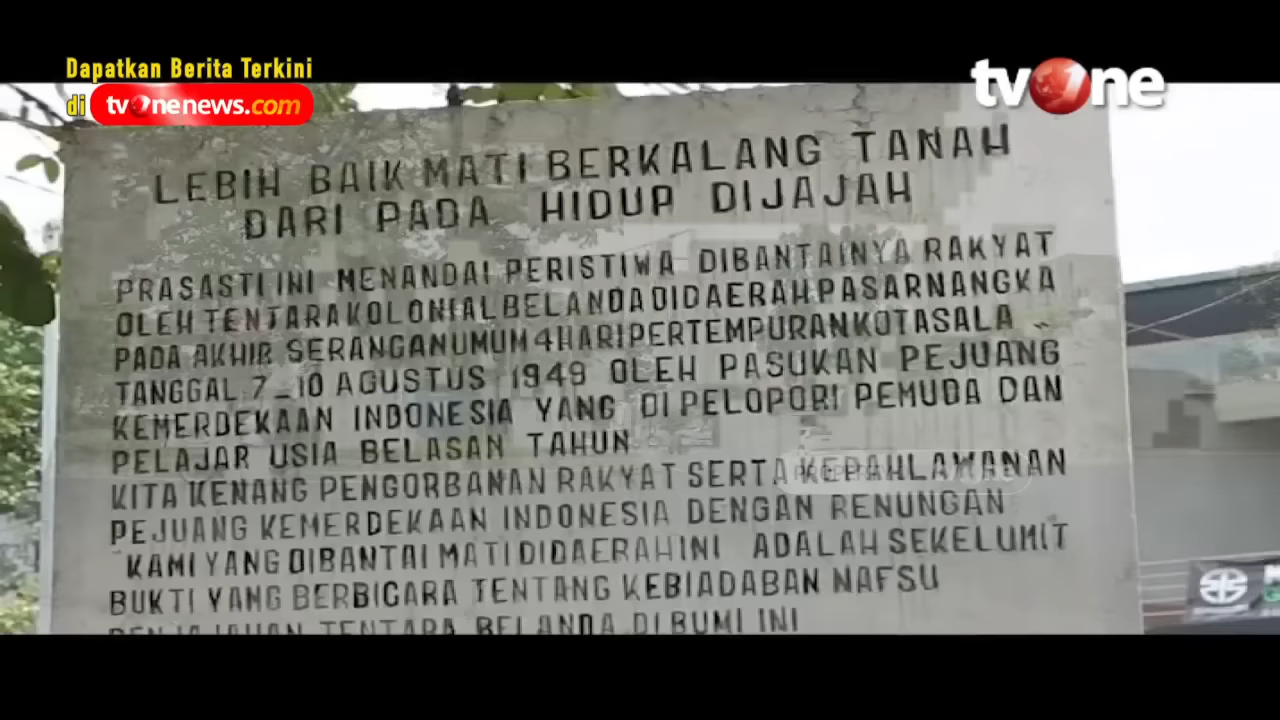 Dapatkan Berita Terkini
di tvonenews.com
tvOne
LEBIH BAIK MATI BERKALANG TANAH
DARI PADA HIDUP DIJAJAH
PRASASTI INI MENANDAI PERISTIWA DIBANTAINYA RAKYAT
OLEH TENTARA KOLONIAL BELANDA DIDAERAH PASARNANGKA
PADA AKHIR SERANGAN UMUM 4 HARI PERTEMPURAN KOTA SALA
TANGGAL 7_10 AGUSTUS 1949 OLEH PASUKAN PEJUANG
KEMERDEKAAN INDONESIA YANG DI PELOPORI PEMUDA DAN
PELAJAR USIA BELASAN TAHUN
KITA KENANG PENGORBANAN RAKYAT SERTA KEPAHLAWANAN
PEJUANG KEMERDEKAAN INDONESIA DENGAN RENUNGAN
"KAMI YANG DIBANTAI MATI DIDAERAH INI ADALAH SEKELUMIT
BUKTI YANG BERBICARA TENTANG KEBIADABAN NAFSU
PENJAJAHAN TENTARA BELANDA DI BUMI INI